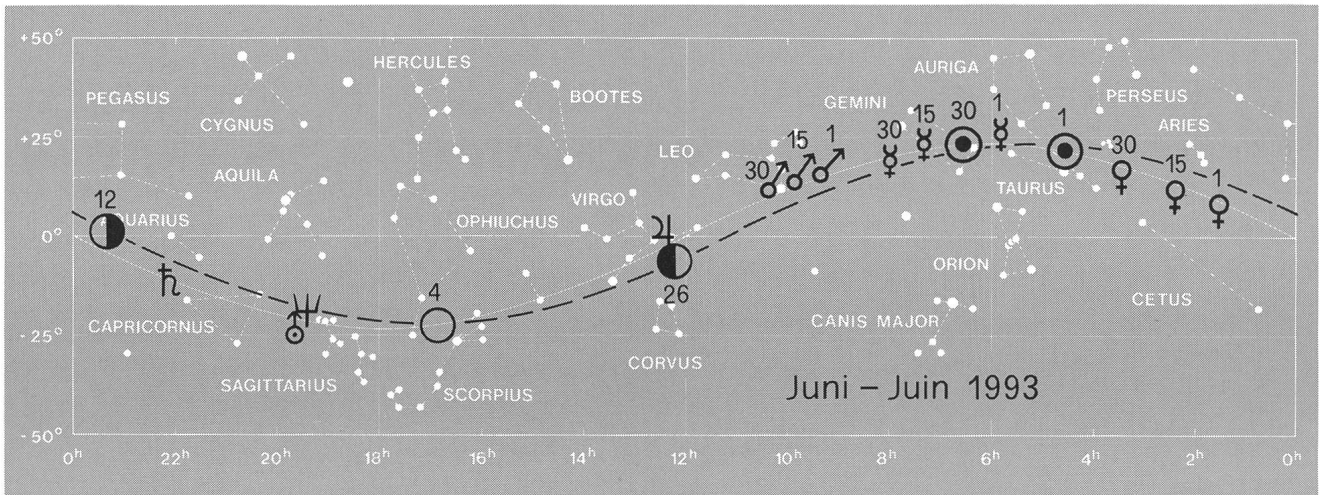 +50°
HERCULES
AURIGA
PEGASUS
BOOTES
GEMINI
PERSEUS
CYGNUS
30 15 30 1 1
ARIES
+25°
LEO
30 15 1
30 15 1
AQUILA
TAURUS
12
VIRGO
AQUARIUS
OPHIUCHUS
♃
0°
ORION
♄
4
26
CETUS
CAPRICORNUS
CANIS MAJOR
-25°
CORVUS
SAGITTARIUS
SCORPIUS
Juni – Juin 1993
-50°
0h 22h 20h 18h 16h 14h 12h 10h 8h 6h 4h 2h 0h